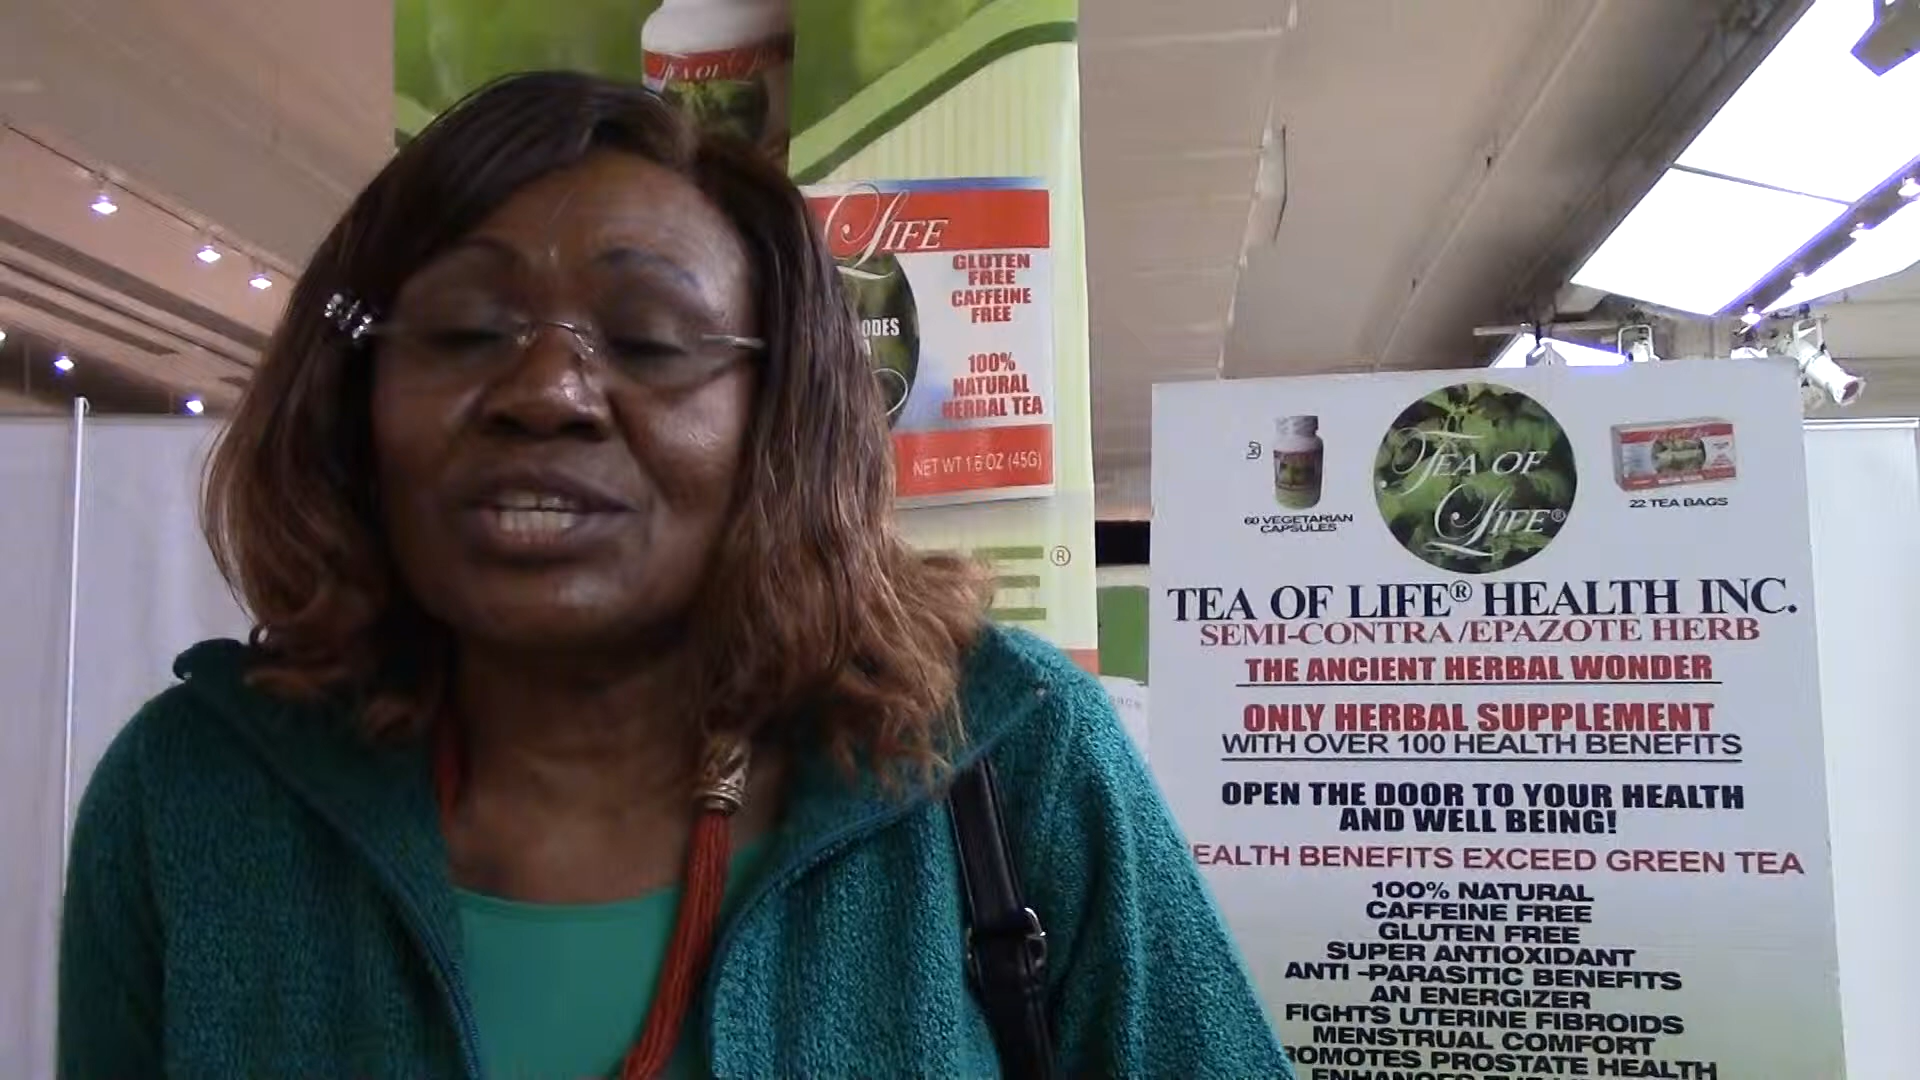 TEA OF
LIFE
GLUTEN
FREE
CAFFEINE
FREE
100%
NATURAL
HERBAL TEA
NET WT 1.6 OZ (45G)
E®
60 VEGETARIAN
CAPSULES
TEA OF
LIFE®
22 TEA BAGS
TEA OF LIFE® HEALTH INC.
SEMI-CONTRA/EPAZOTE HERB
THE ANCIENT HERBAL WONDER
ONLY HERBAL SUPPLEMENT
WITH OVER 100 HEALTH BENEFITS
OPEN THE DOOR TO YOUR HEALTH
AND WELL BEING!
EALTH BENEFITS EXCEED GREEN TEA
100% NATURAL
CAFFEINE FREE
GLUTEN FREE
SUPER ANTIOXIDANT
ANTI-PARASITIC BENEFITS
AN ENERGIZER
FIGHTS UTERINE FIBROIDS
MENSTRUAL COMFORT
ROMOTES PROSTATE HEALTH